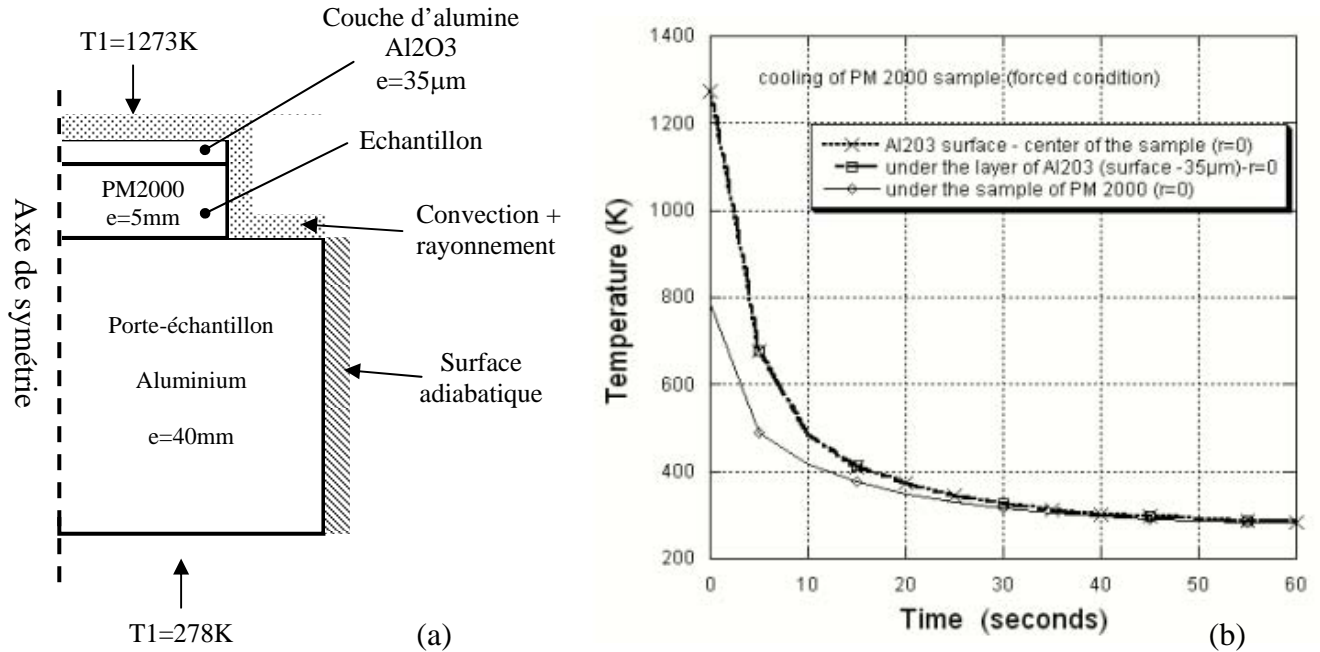 Couche d’alumine
Al2O3
e=35µm
T1=1273K
Echantillon
PM2000
e=5mm
Convection +
rayonnement
Axe de symétrie
Porte-échantillon
Aluminium
e=40mm
Surface
adiabatique
T1=278K
(a)
1400
1200
1000
800
600
400
200
Temperature (K)
cooling of PM 2000 sample (forced condition)
Al203 surface - center of the sample (r=0)
under the layer of Al203 (surface -35µm)-r=0
under the sample of PM 2000 (r=0)
0 10 20 30 40 50 60
Time (seconds)
(b)